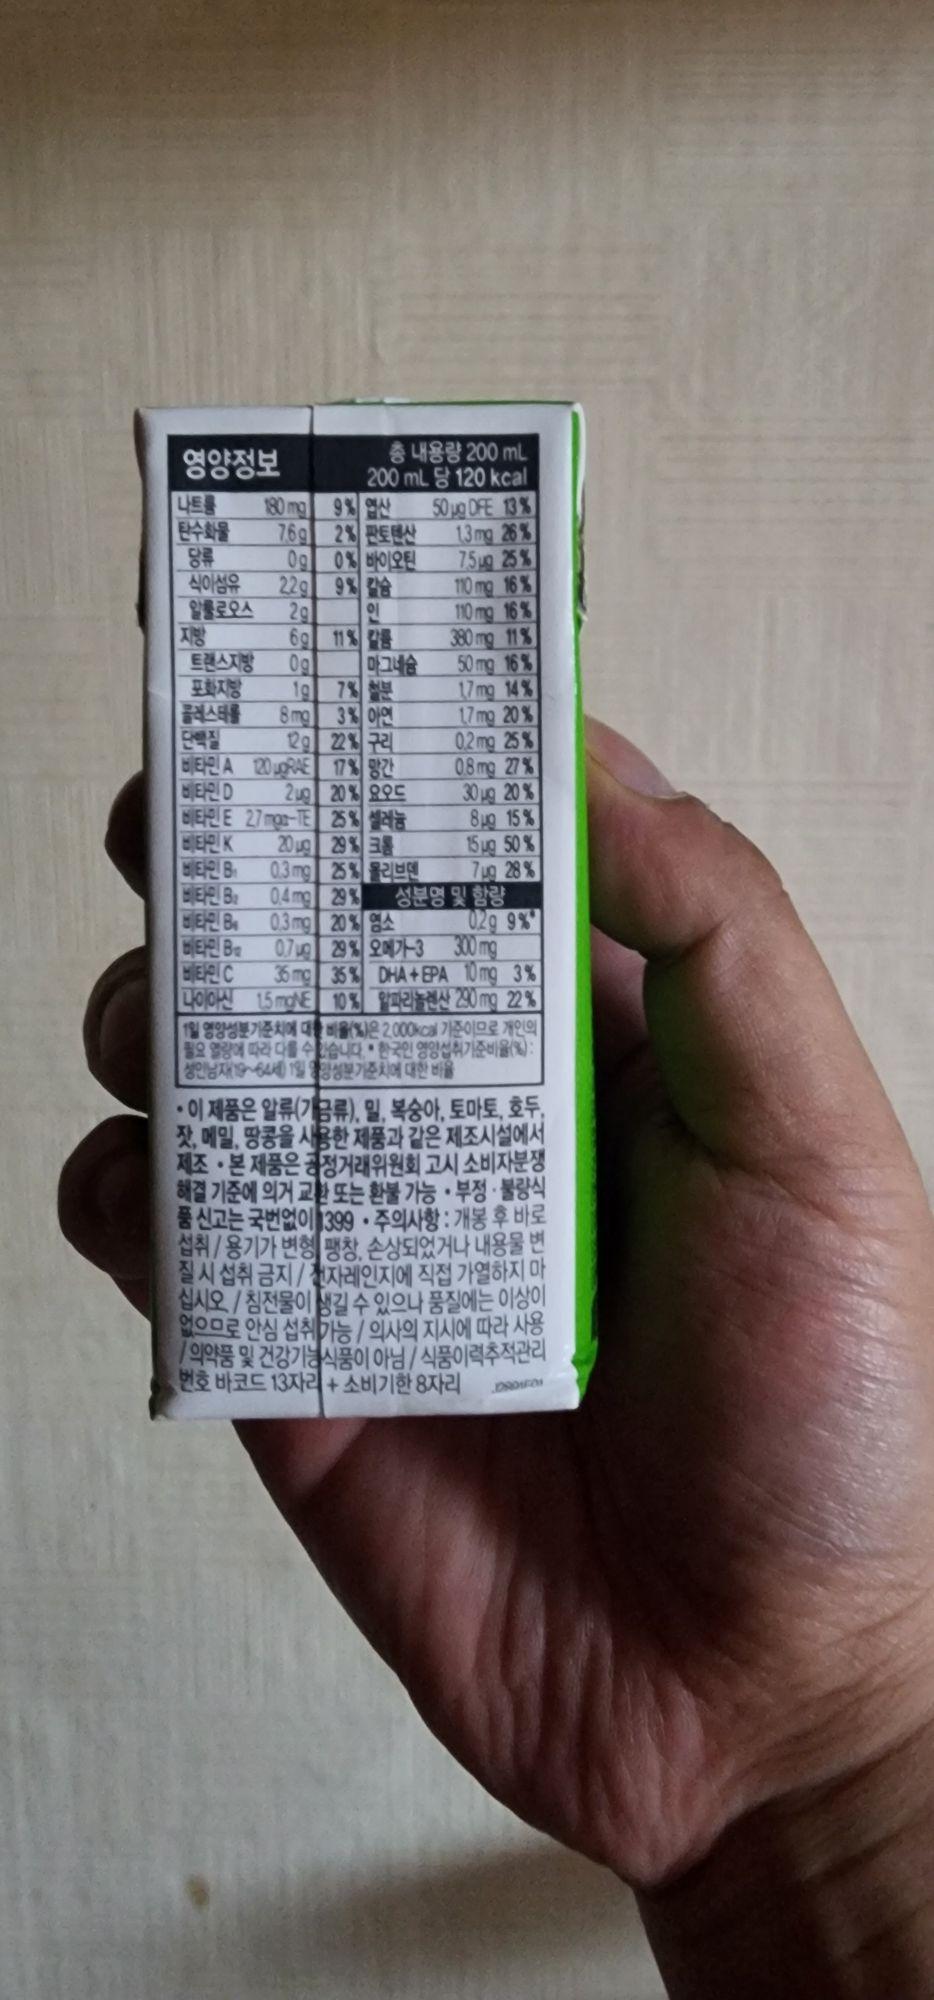 영양정보
총 내용량 200 mL
200 mL 당 120 kcal
나트륨 180 mg 9% 엽산 50 µg DFE 13%
탄수화물 7.6 g 2% 판토텐산 1.3 mg 26%
당류 0 g 0% 바이오틴 7.5 µg 25%
식이섬유 2.2 g 9% 칼슘 110 mg 16%
알룰로오스 2 g 인 110 mg 16%
지방 6 g 11% 칼륨 380 mg 11%
트랜스지방 0 g 마그네슘 50 mg 16%
포화지방 1 g 7% 철분 1.7 mg 14%
콜레스테롤 8 mg 3% 아연 1.7 mg 20%
단백질 12 g 22% 구리 0.2 mg 25%
비타민 A 120 µgRAE 17% 망간 0.8 mg 27%
비타민 D 2 µg 20% 요오드 30 µg 20%
비타민 E 2.7 mgα-TE 25% 셀레늄 8 µg 15%
비타민 K 20 µg 29% 크롬 15 µg 50%
비타민 B₁ 0.3 mg 25% 몰리브덴 7 µg 28%
비타민 B₂ 0.4 mg 29% 성분명 및 함량
비타민 B₆ 0.3 mg 20% 염소 0.2 g 9%*
비타민 B₁₂ 0.7 µg 29% 오메가-3 300 mg
비타민 C 35 mg 35% DHA + EPA 10 mg 3%
나이아신 1.5 mgNE 10% 알파리놀렌산 290 mg 22%
1일 영양성분기준치에 대한 비율(%)은 2,000kcal 기준이므로 개인의
필요 열량에 따라 다를 수 있습니다. * 한국인 영양섭취기준비율(%) :
성인남자(19~64세) 1일 영양성분기준치에 대한 비율
• 이 제품은 알류(가금류), 밀, 복숭아, 토마토, 호두,
잣, 메밀, 땅콩을 사용한 제품과 같은 제조시설에서
제조 • 본 제품은 공정거래위원회 고시 소비자분쟁
해결 기준에 의거 교환 또는 환불 가능 • 부정 · 불량식
품 신고는 국번없이 1399 • 주의사항 : 개봉 후 바로
섭취 / 용기가 변형, 팽창, 손상되었거나 내용물 변
질 시 섭취 금지 / 전자레인지에 직접 가열하지 마
십시오 / 침전물이 생길 수 있으나 품질에는 이상이
없으므로 안심 섭취 가능 / 의사의 지시에 따라 사용
/ 의약품 및 건강기능식품이 아님 / 식품이력추적관리
번호 바코드 13자리 + 소비기한 8자리